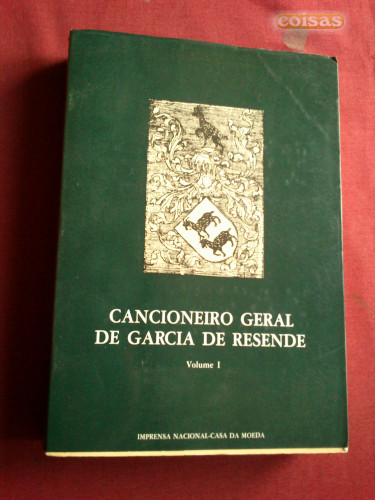 coisas
CANCIONEIRO GERAL
DE GARCIA DE RESENDE
Volume I
IMPRENSA NACIONAL-CASA DA MOEDA